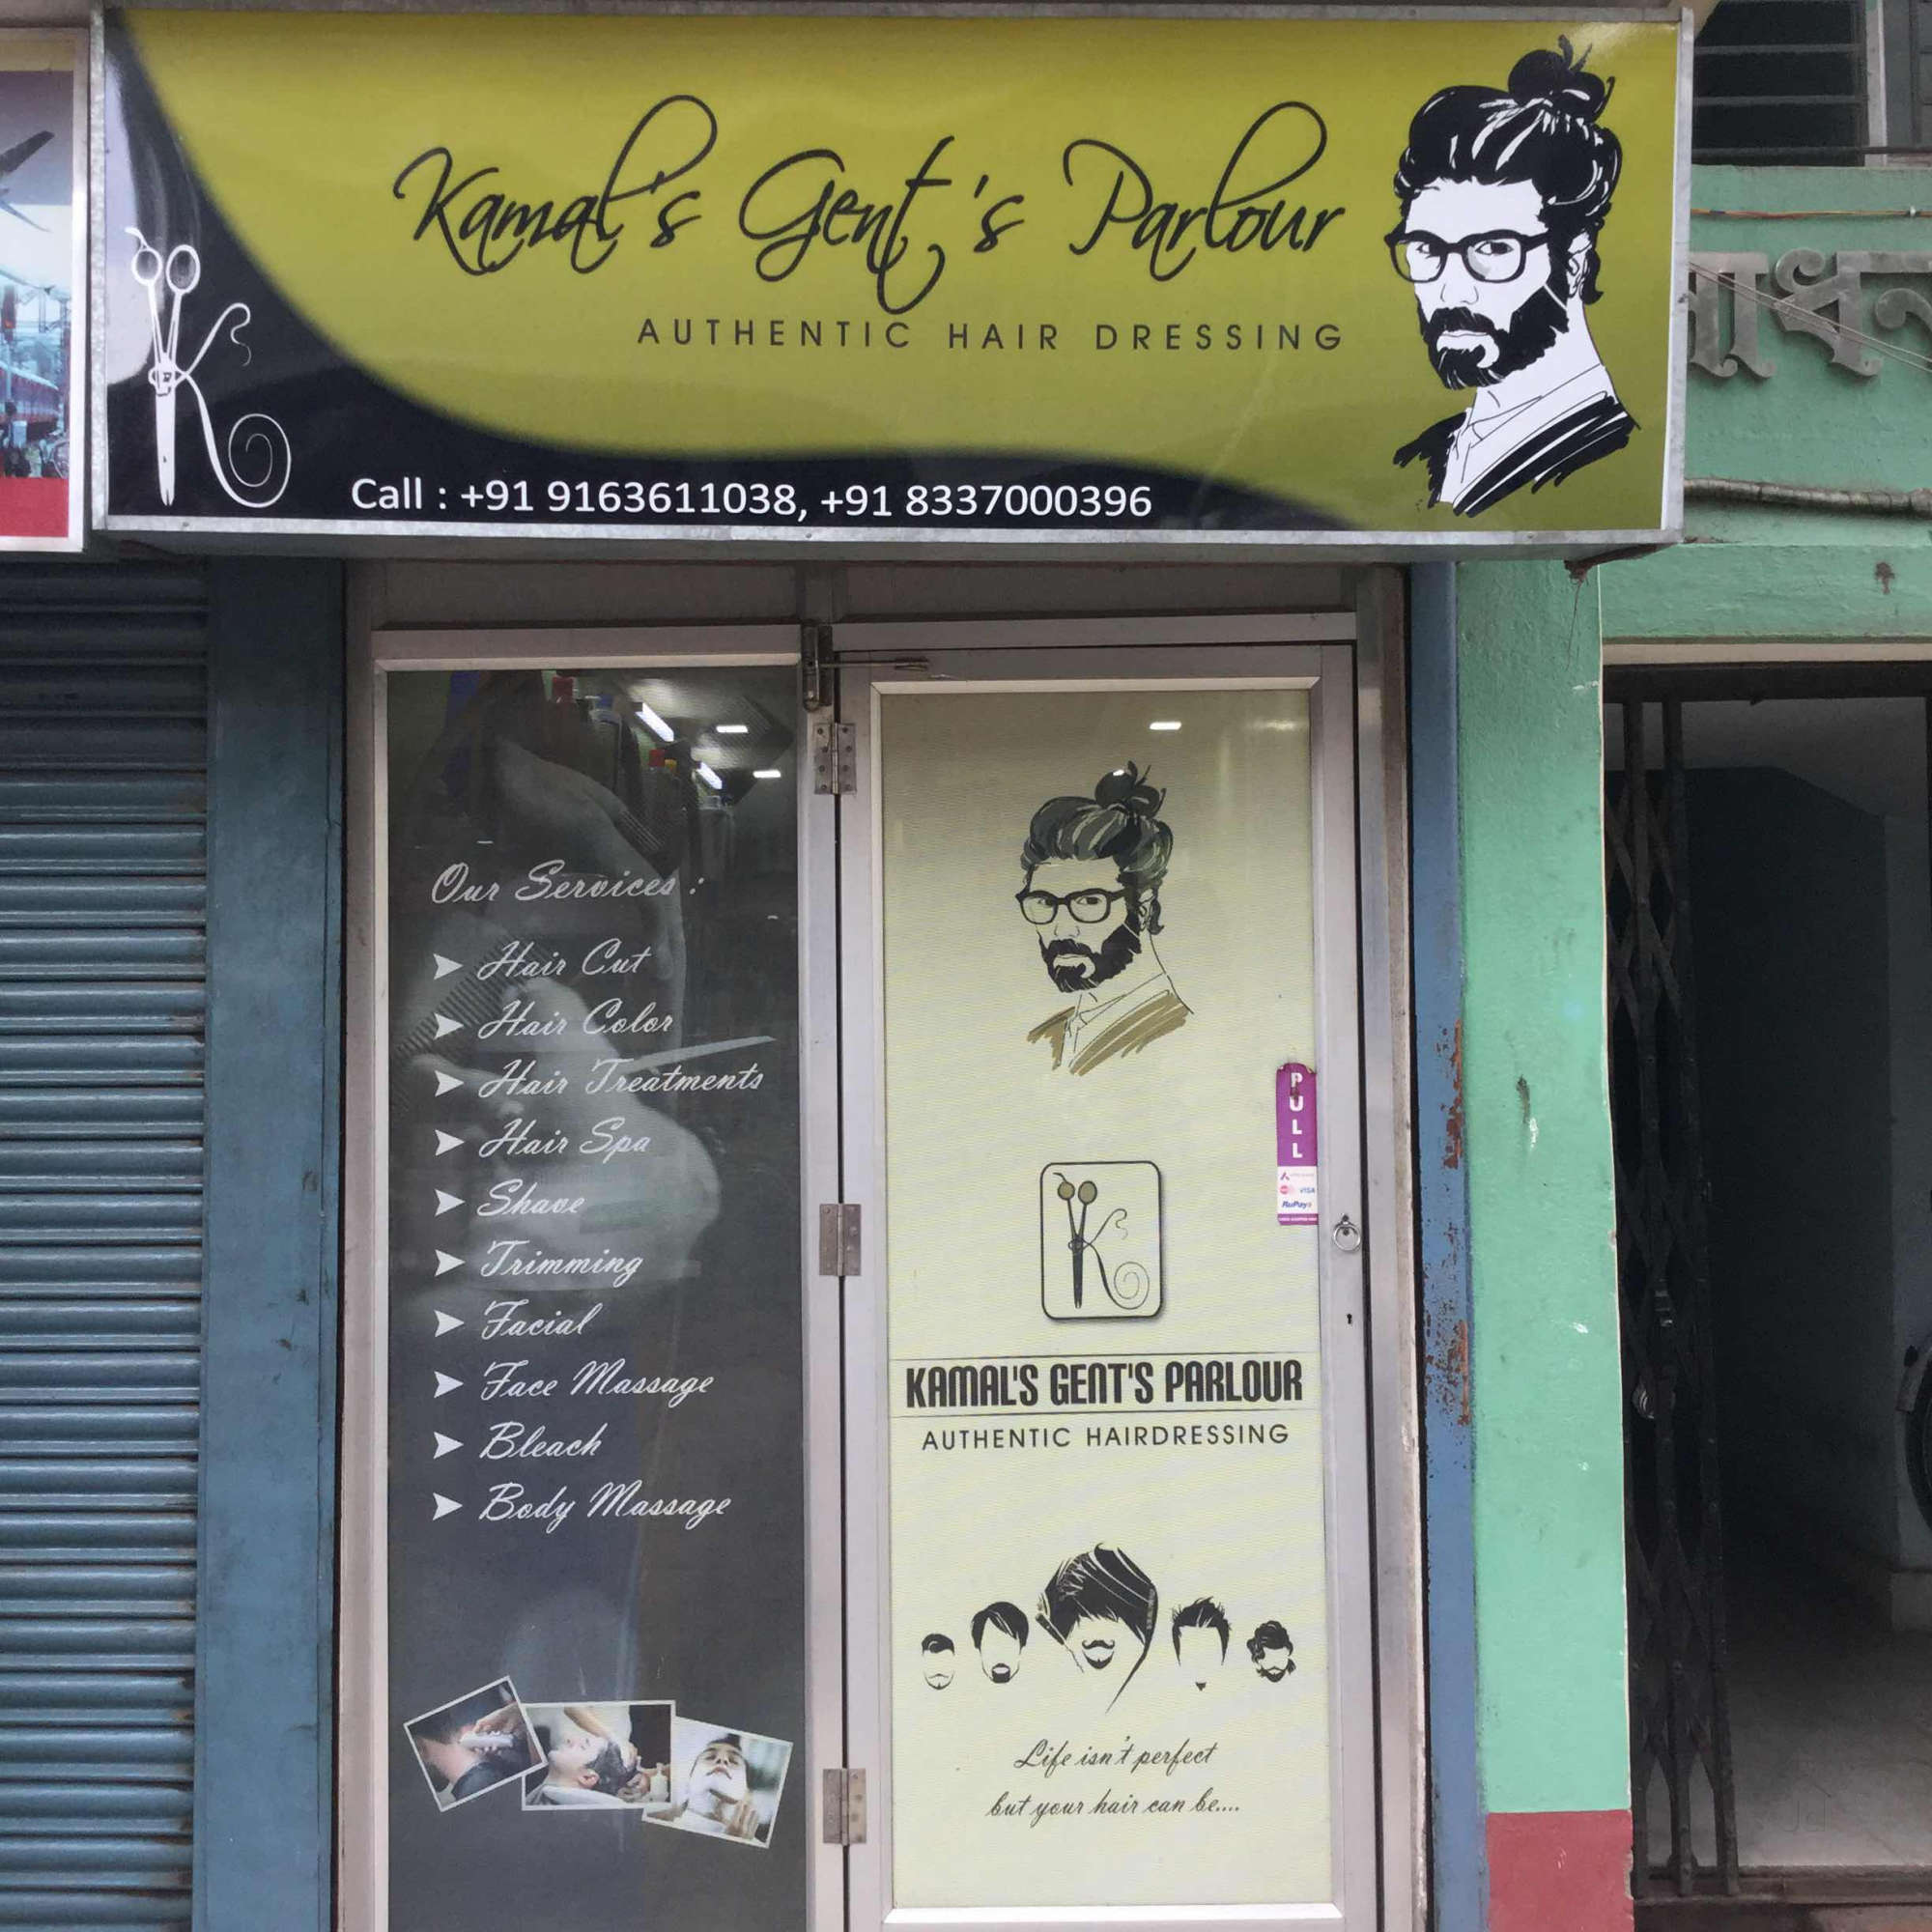 Kamal's Gent's Parlour
AUTHENTIC HAIR DRESSING
Call : +91 9163611038, +91 8337000396
Our Services :
➤ Hair Cut
➤ Hair Color
➤ Hair Treatments
➤ Hair Spa
➤ Shave
➤ Trimming
➤ Facial
➤ Face Massage
➤ Bleach
➤ Body Massage
PULL
VISA
RuPay
KAMAL'S GENT'S PARLOUR
AUTHENTIC HAIRDRESSING
Life isn't perfect
but your hair can be....